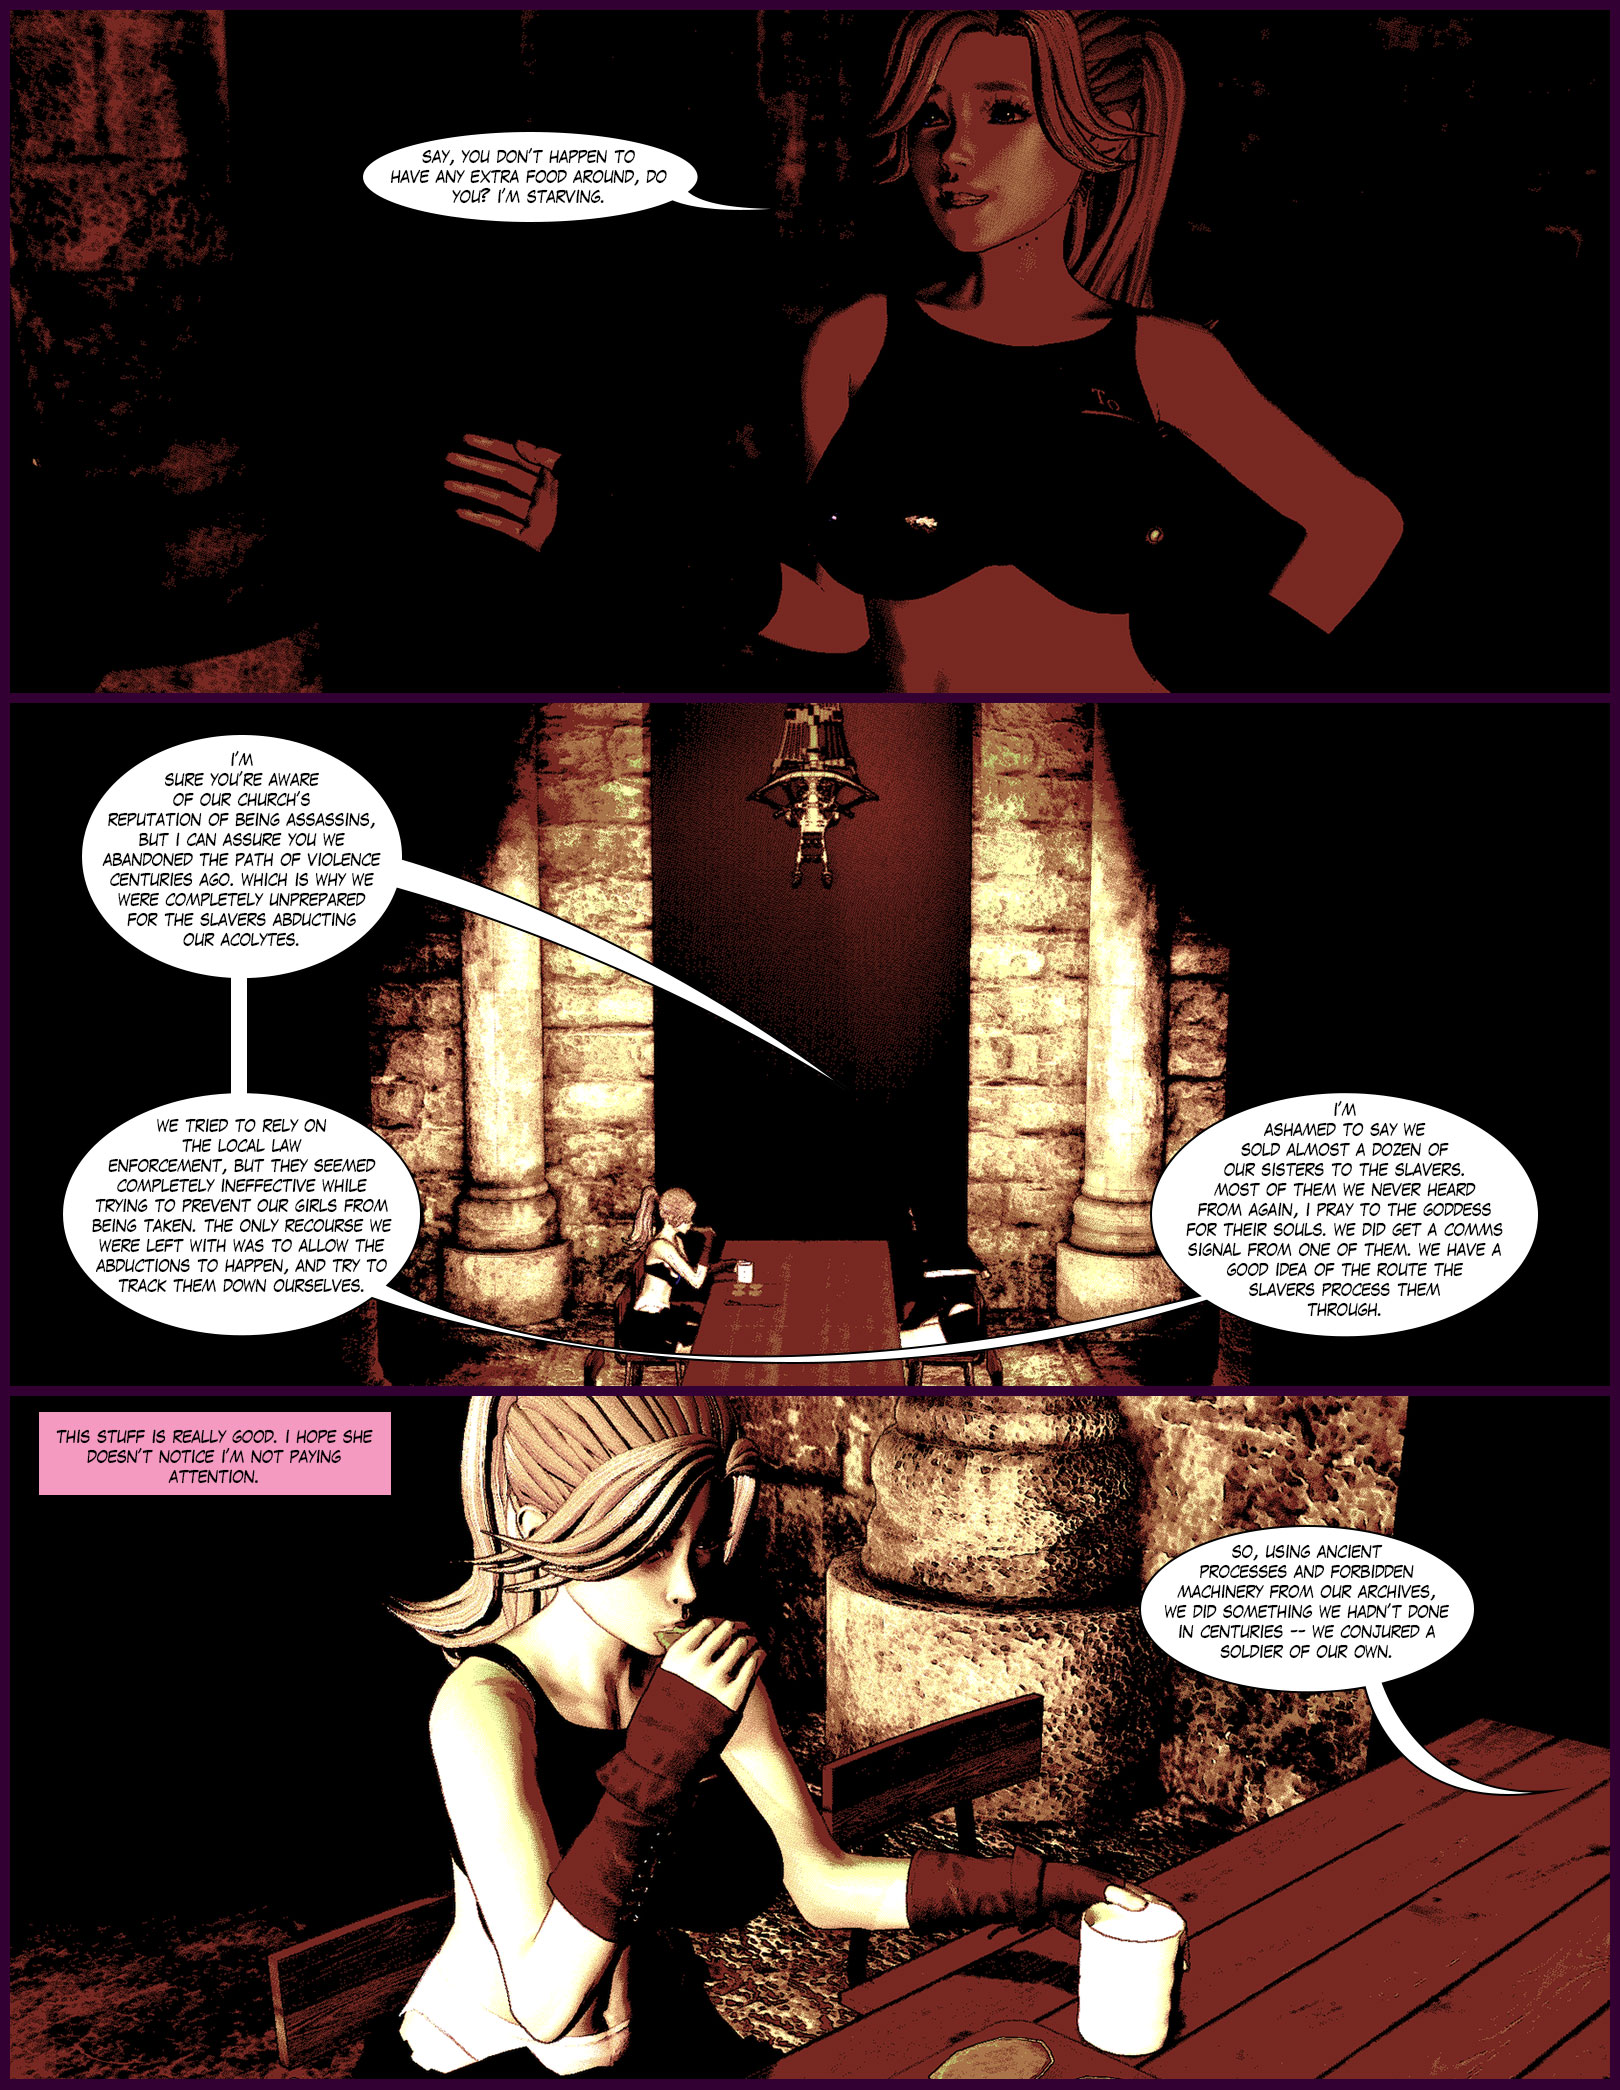 SAY, YOU DON'T HAPPEN TO
HAVE ANY EXTRA FOOD AROUND, DO
YOU? I'M STARVING.
To
I'M
SURE YOU'RE AWARE
OF OUR CHURCH'S
REPUTATION OF BEING ASSASSINS,
BUT I CAN ASSURE YOU WE
ABANDONED THE PATH OF VIOLENCE
CENTURIES AGO. WHICH IS WHY WE
WERE COMPLETELY UNPREPARED
FOR THE SLAVERS ABDUCTING
OUR ACOLYTES.
WE TRIED TO RELY ON
THE LOCAL LAW
ENFORCEMENT, BUT THEY SEEMED
COMPLETELY INEFFECTIVE WHILE
TRYING TO PREVENT OUR GIRLS FROM
BEING TAKEN. THE ONLY RECOURSE WE
WERE LEFT WITH WAS TO ALLOW THE
ABDUCTIONS TO HAPPEN, AND TRY TO
TRACK THEM DOWN OURSELVES.
I'M
ASHAMED TO SAY WE
SOLD ALMOST A DOZEN OF
OUR SISTERS TO THE SLAVERS.
MOST OF THEM WE NEVER HEARD
FROM AGAIN, I PRAY TO THE GODDESS
FOR THEIR SOULS. WE DID GET A COMMS
SIGNAL FROM ONE OF THEM. WE HAVE A
GOOD IDEA OF THE ROUTE THE
SLAVERS PROCESS THEM
THROUGH.
THIS STUFF IS REALLY GOOD. I HOPE SHE
DOESN'T NOTICE I'M NOT PAYING
ATTENTION.
SO, USING ANCIENT
PROCESSES AND FORBIDDEN
MACHINERY FROM OUR ARCHIVES,
WE DID SOMETHING WE HADN'T DONE
IN CENTURIES -- WE CONJURED A
SOLDIER OF OUR OWN.